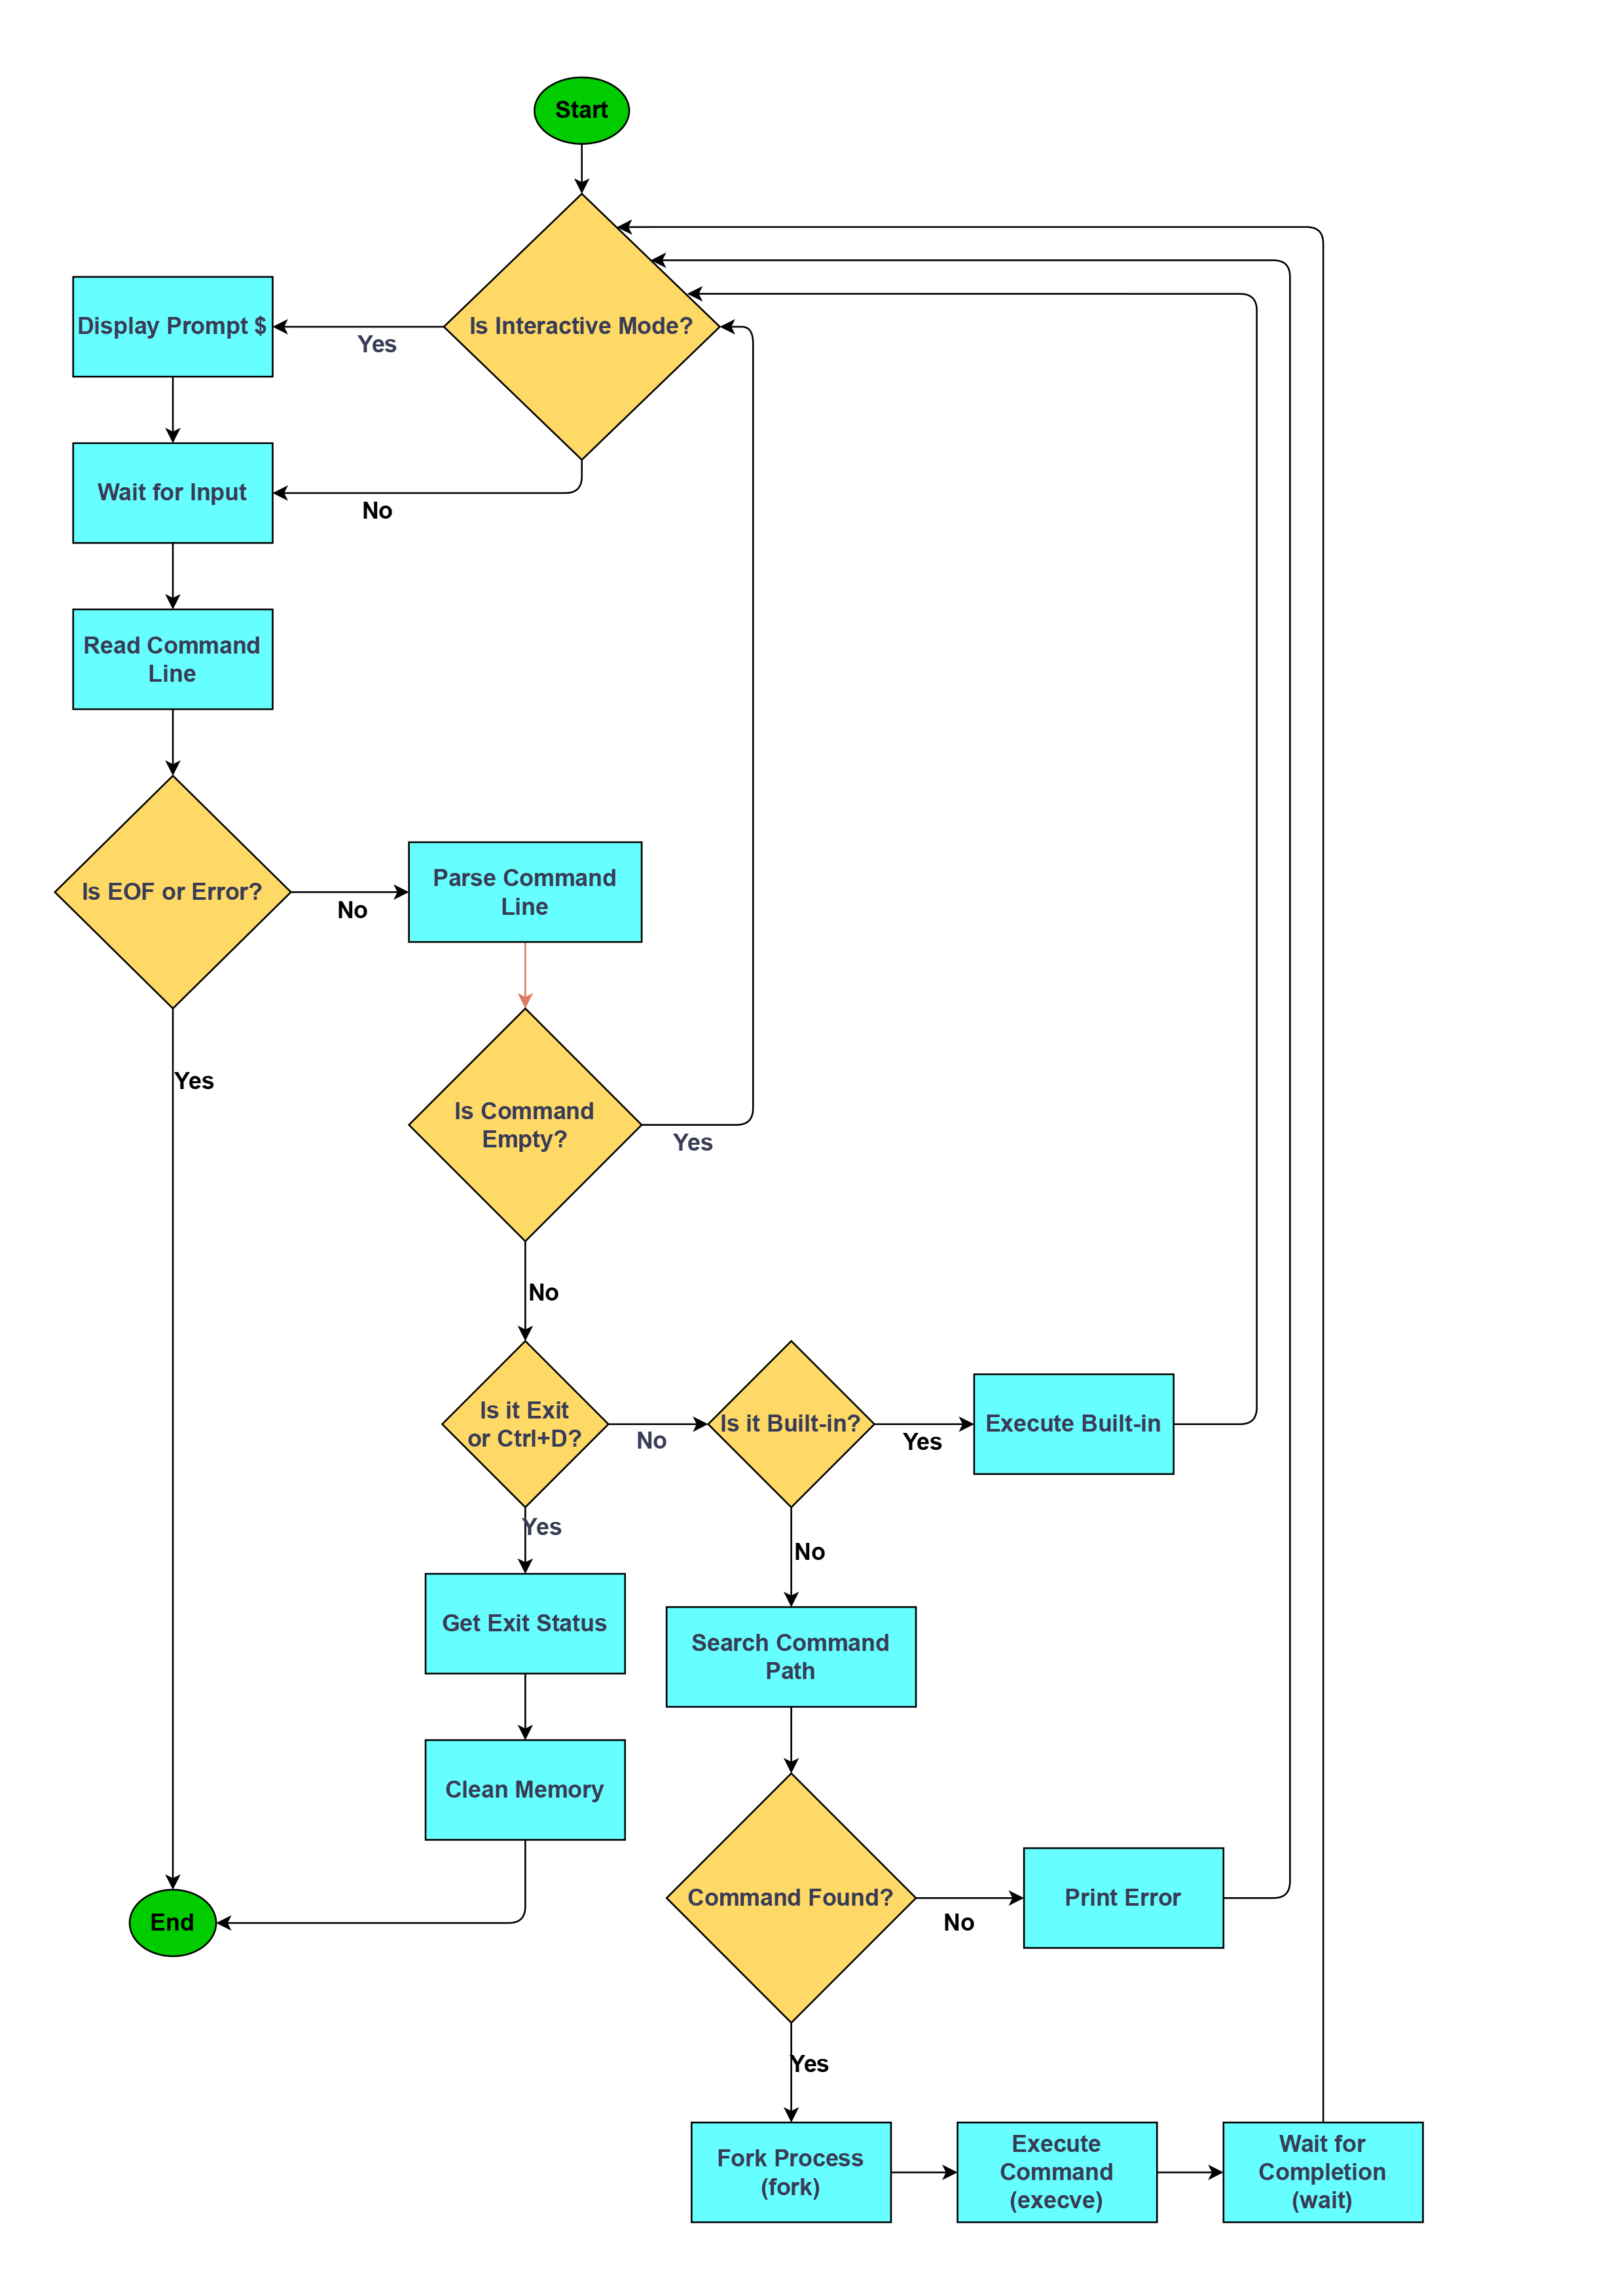 Start
Is Interactive Mode?
Display Prompt $
Yes
Wait for Input
No
Read Command
Line
Is EOF or Error?
No
Parse Command
Line
Yes
Is Command
Empty?
Yes
No
Is it Exit
or Ctrl+D?
No
Is it Built-in?
Yes
Execute Built-in
Yes
No
Get Exit Status
Search Command
Path
Clean Memory
Command Found?
No
Print Error
End
Yes
Fork Process
(fork)
Execute
Command
(execve)
Wait for
Completion
(wait)